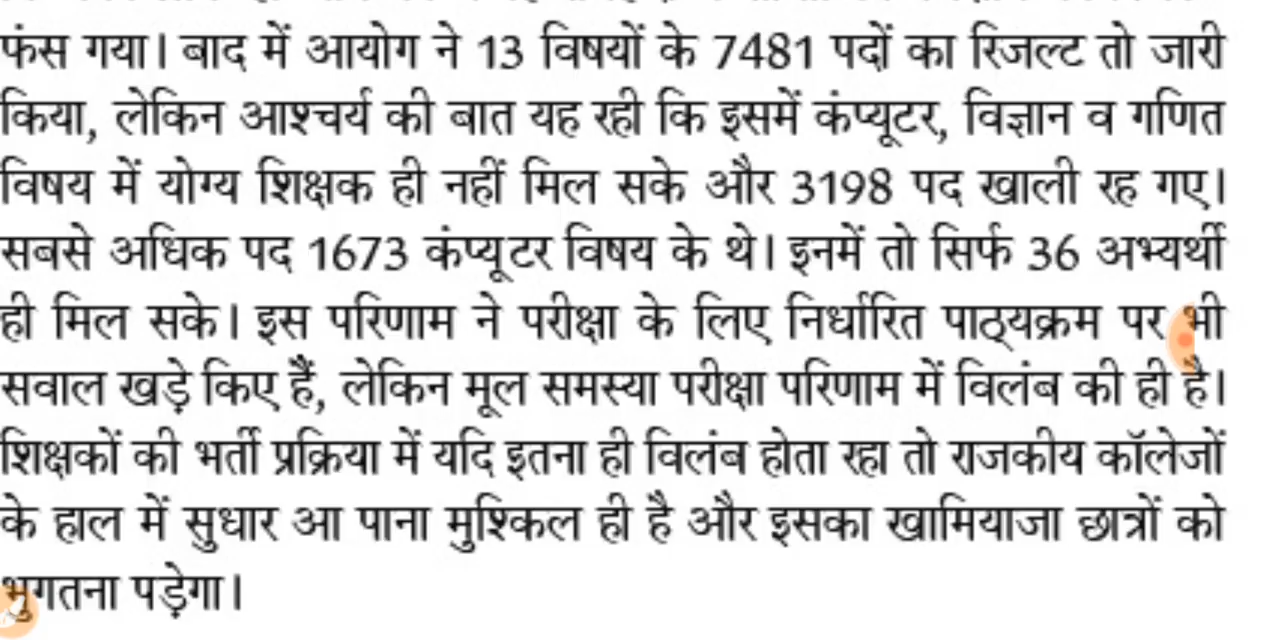 फंस गया। बाद में आयोग ने 13 विषयों के 7481 पदों का रिजल्ट तो जारी
किया, लेकिन आश्चर्य की बात यह रही कि इसमें कंप्यूटर, विज्ञान व गणित
विषय में योग्य शिक्षक ही नहीं मिल सके और 3198 पद खाली रह गए।
सबसे अधिक पद 1673 कंप्यूटर विषय के थे। इनमें तो सिर्फ 36 अभ्यर्थी
ही मिल सके। इस परिणाम ने परीक्षा के लिए निर्धारित पाठ्यक्रम पर भी
सवाल खड़े किए हैं, लेकिन मूल समस्या परीक्षा परिणाम में विलंब की ही है।
शिक्षकों की भर्ती प्रक्रिया में यदि इतना ही विलंब होता रहा तो राजकीय कॉलेजों
के हाल में सुधार आ पाना मुश्किल ही है और इसका खामियाजा छात्रों को
भुगतना पड़ेगा।